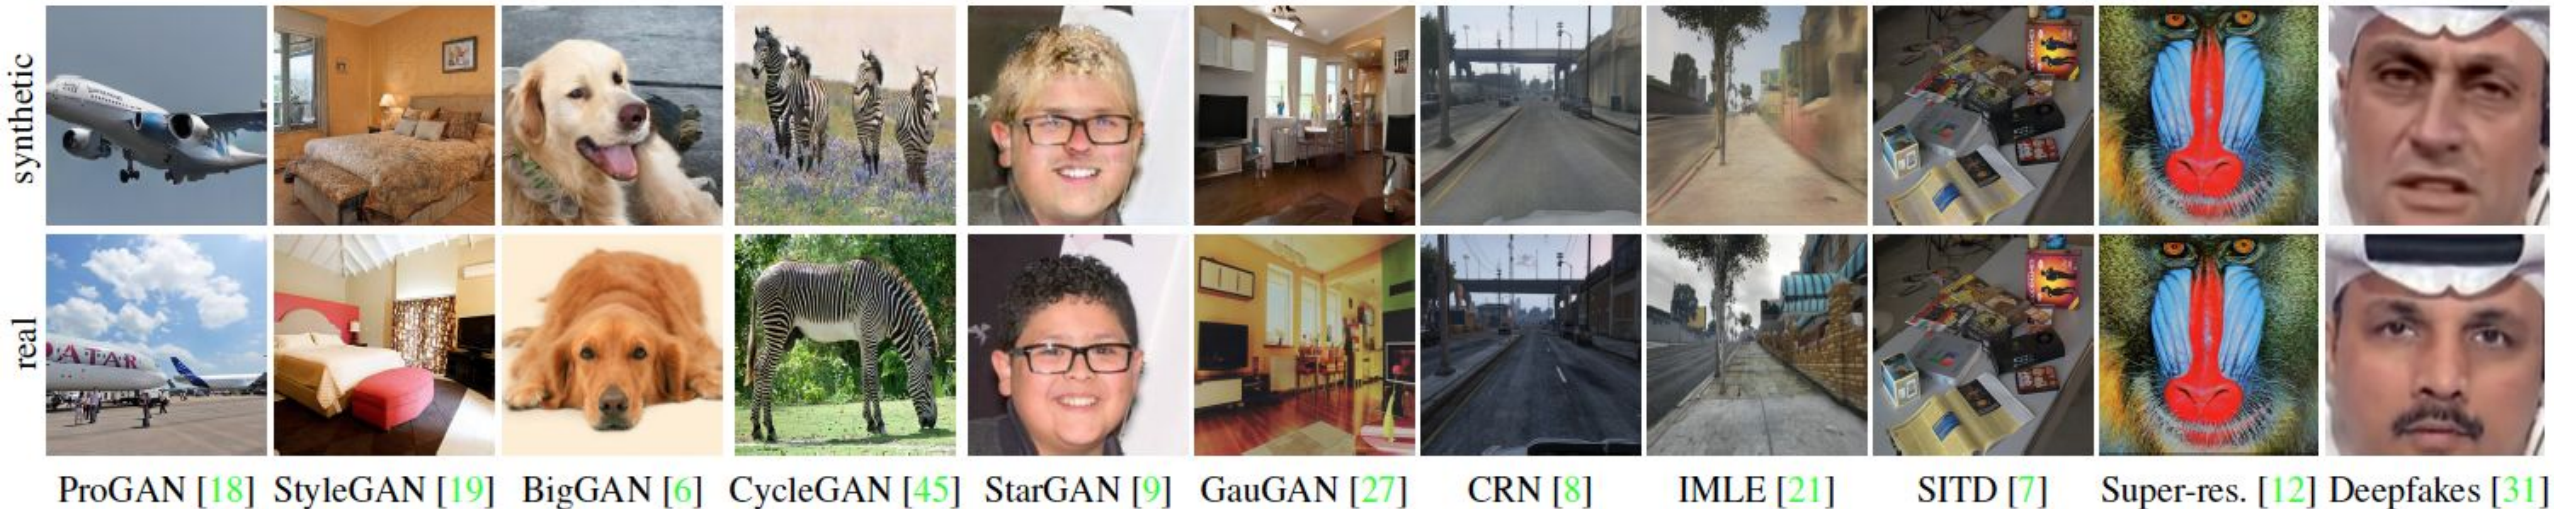 synthetic
real
ATAR
ProGAN [18] StyleGAN [19] BigGAN [6] CycleGAN [45] StarGAN [9] GauGAN [27] CRN [8] IMLE [21] SITD [7] Super-res. [12] Deepfakes [31]